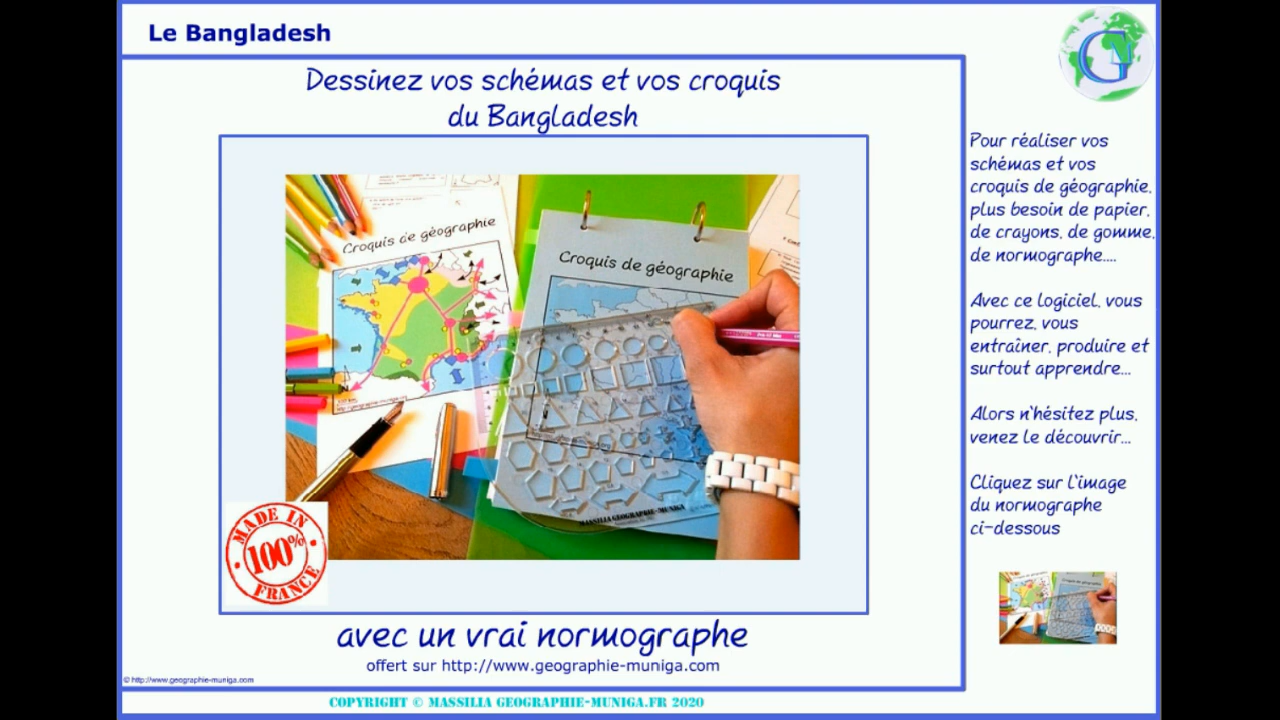 Le Bangladesh
GN
Dessinez vos schémas et vos croquis
du Bangladesh
Croquis de géographie
Croquis de géographie
MASSILIA GEOGRAPHIE-MUNIGA
MADE IN
100%
FRANCE
avec un vrai normographe
offert sur http://www.geographie-muniga.com
© http://www.geographie-muniga.com
Pour réaliser vos
schémas et vos
croquis de géographie,
plus besoin de papier,
de crayons, de gomme,
de normographe....
Avec ce logiciel, vous
pourrez, vous
entraîner, produire et
surtout apprendre...
Alors n'hésitez plus,
venez le découvrir...
Cliquez sur l'image
du normographe
ci-dessous
COPYRIGHT © MASSILIA GEOGRAPHIE-MUNIGA.FR 2020